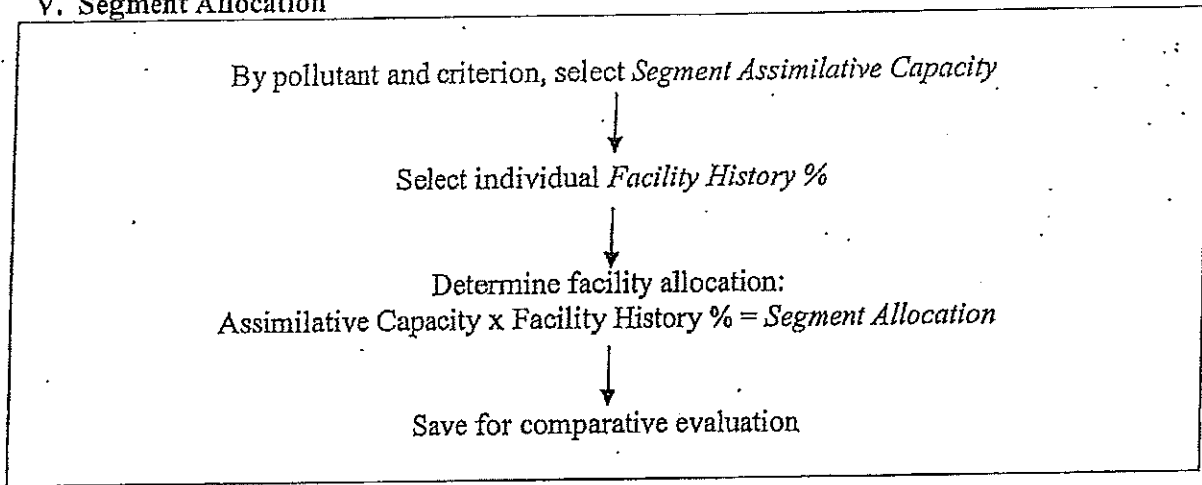 V. Segment Allocation
By pollutant and criterion, select Segment Assimilative Capacity
Select individual Facility History %
Determine facility allocation:
Assimilative Capacity x Facility History % = Segment Allocation
Save for comparative evaluation